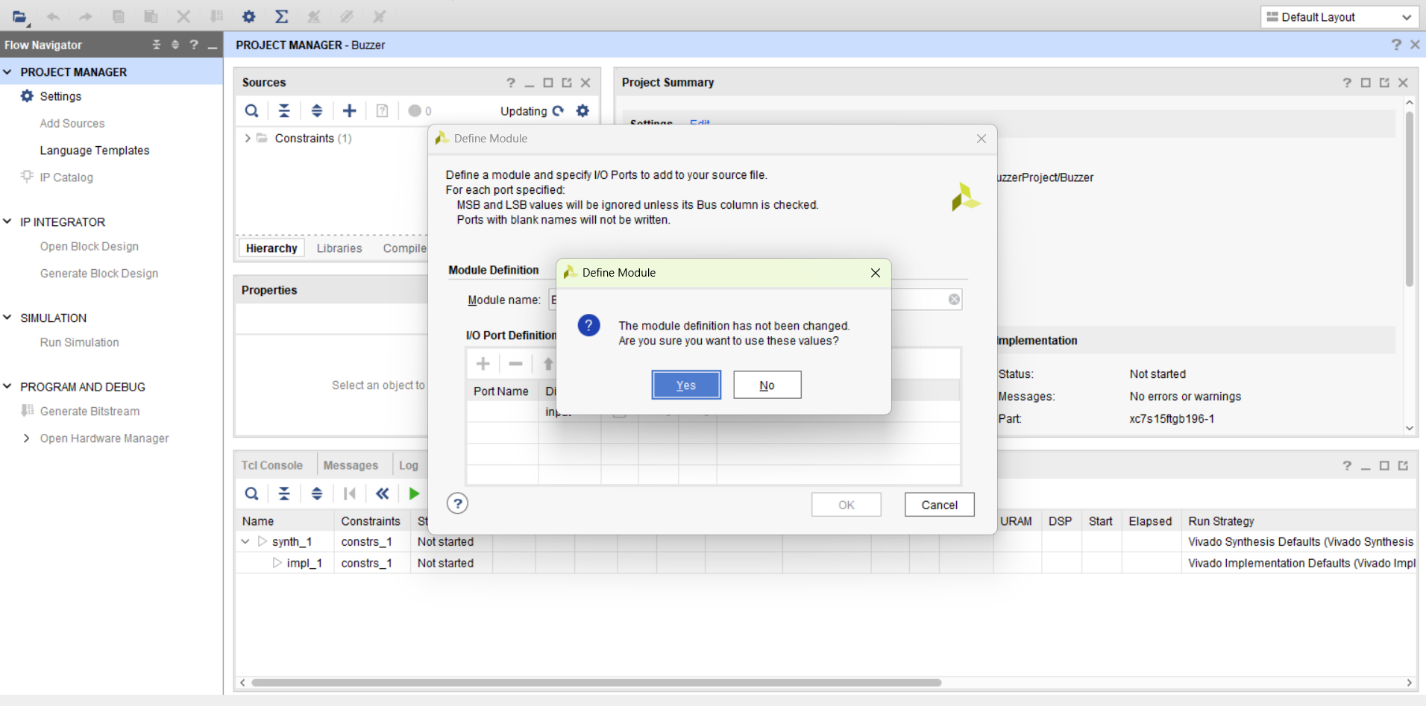 Default Layout
Flow Navigator
PROJECT MANAGER - Buzzer
PROJECT MANAGER
Settings
Add Sources
Language Templates
IP Catalog
IP INTEGRATOR
Open Block Design
Generate Block Design
SIMULATION
Run Simulation
PROGRAM AND DEBUG
Generate Bitstream
Open Hardware Manager
Sources
0
Updating
Constraints (1)
Hierarchy
Libraries
Compile
Properties
Select an object to
Project Summary
Settings
Edit
uzzerProject/Buzzer
Implementation
Status:
Not started
Messages:
No errors or warnings
Part:
xc7s15ftgb196-1
Define Module
Define a module and specify I/O Ports to add to your source file.
For each port specified:
MSB and LSB values will be ignored unless its Bus column is checked.
Ports with blank names will not be written.
Module Definition
Module name:
I/O Port Definition
Port Name
Di
input
OK
Cancel
Define Module
The module definition has not been changed.
Are you sure you want to use these values?
Yes
No
Tcl Console
Messages
Log
Name
Constraints
St
URAM
DSP
Start
Elapsed
Run Strategy
synth_1
constrs_1
Not started
Vivado Synthesis Defaults (Vivado Synthesis
impl_1
constrs_1
Not started
Vivado Implementation Defaults (Vivado Impl